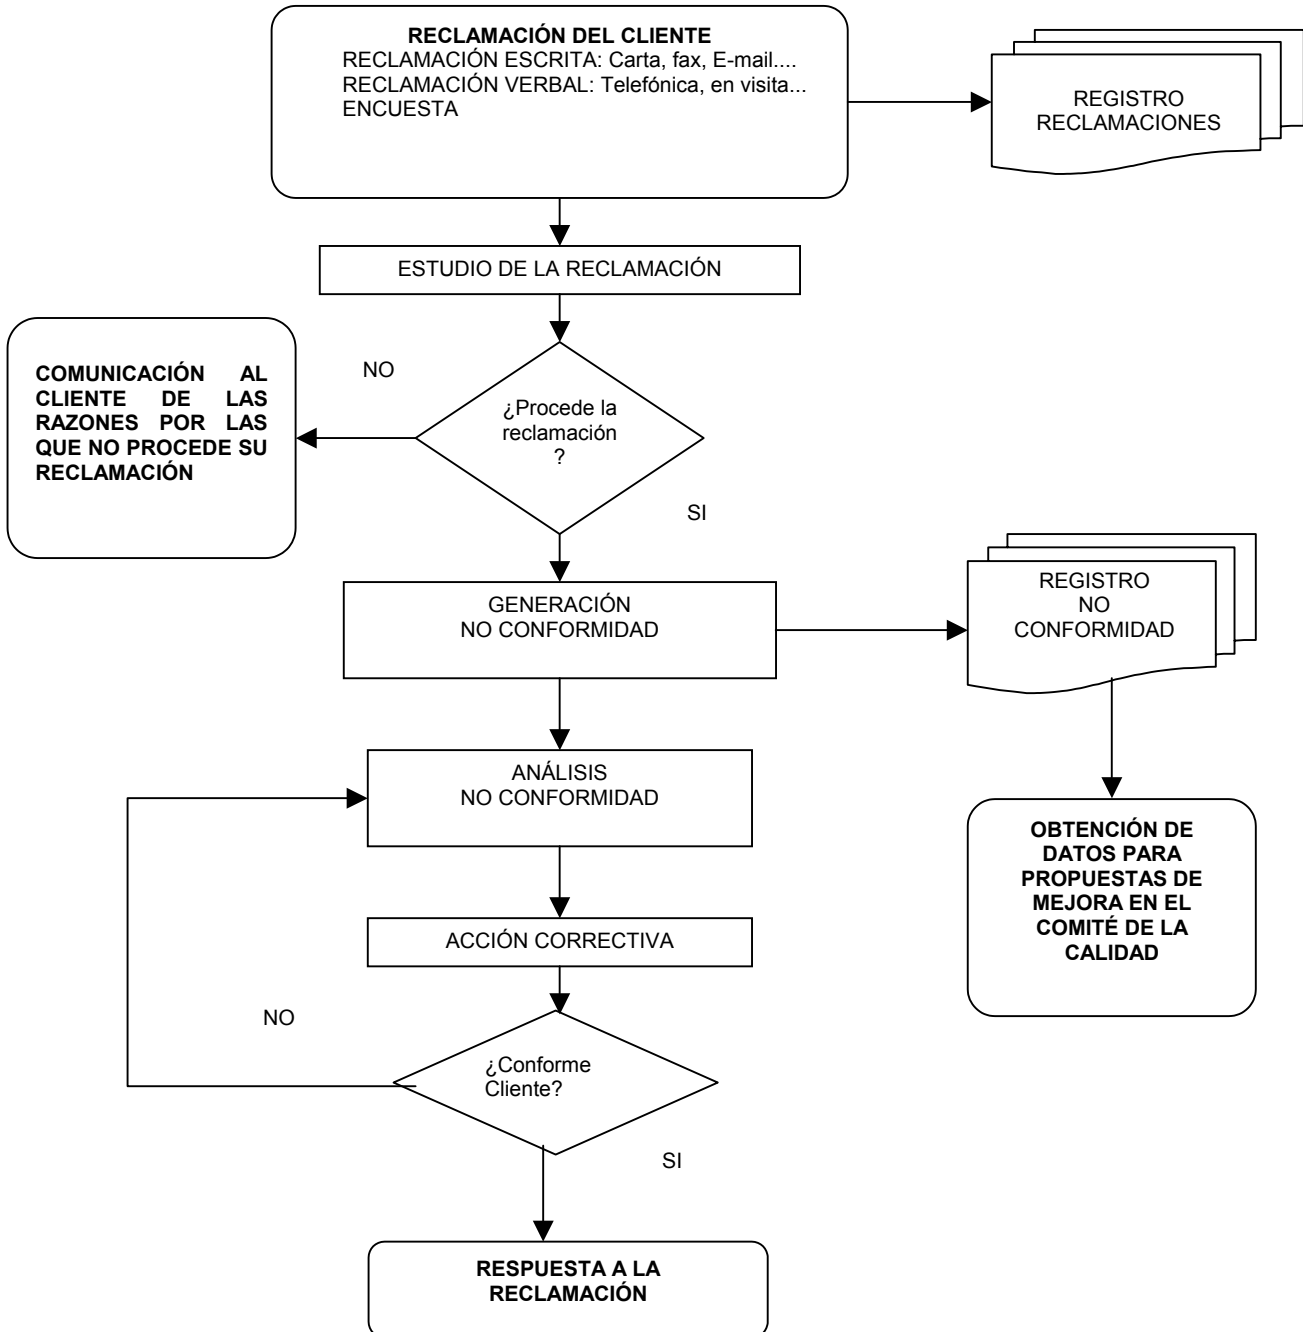 RECLAMACIÓN DEL CLIENTE
RECLAMACIÓN ESCRITA: Carta, fax, E-mail....
RECLAMACIÓN VERBAL: Telefónica, en visita...
ENCUESTA
REGISTRO
RECLAMACIONES
ESTUDIO DE LA RECLAMACIÓN
COMUNICACIÓN AL
CLIENTE DE LAS
RAZONES POR LAS
QUE NO PROCEDE SU
RECLAMACIÓN
NO
¿Procede la
reclamación
?
SI
GENERACIÓN
NO CONFORMIDAD
REGISTRO
NO
CONFORMIDAD
ANÁLISIS
NO CONFORMIDAD
OBTENCIÓN DE
DATOS PARA
PROPUESTAS DE
MEJORA EN EL
COMITÉ DE LA
CALIDAD
ACCIÓN CORRECTIVA
NO
¿Conforme
Cliente?
SI
RESPUESTA A LA
RECLAMACIÓN